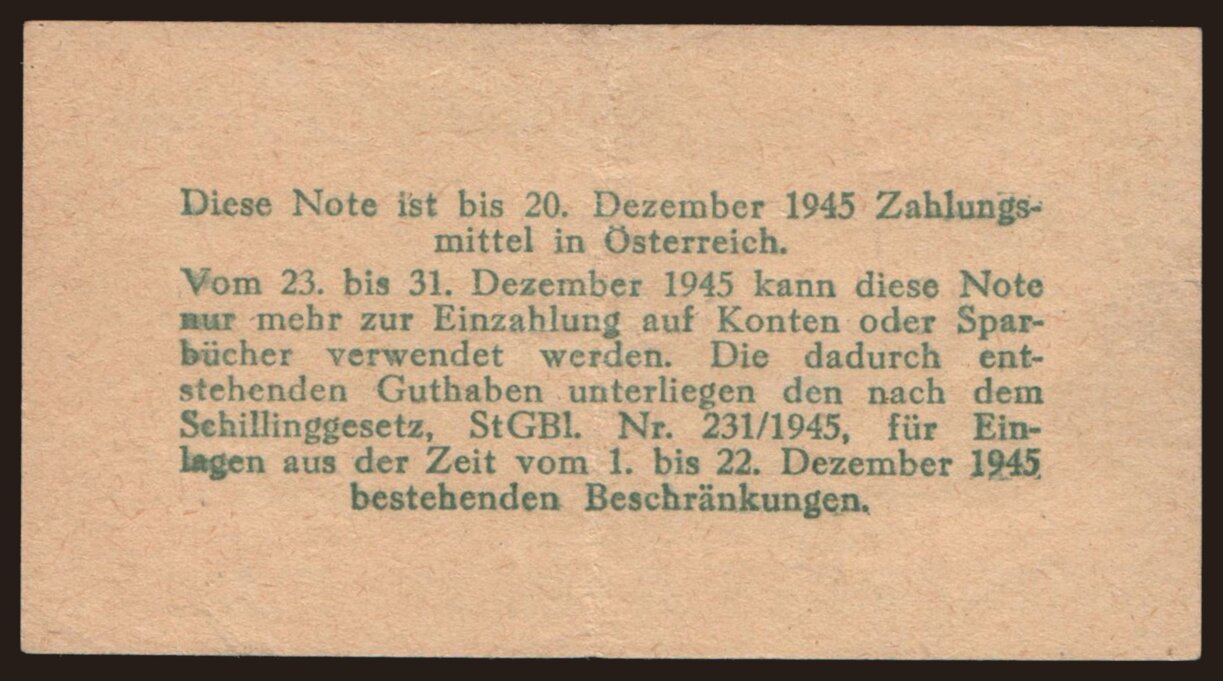 Diese Note ist bis 20. Dezember 1945 Zahlungs-
mittel in Österreich.
Vom 23. bis 31. Dezember 1945 kann diese Note
nur mehr zur Einzahlung auf Konten oder Spar-
bücher verwendet werden. Die dadurch ent-
stehenden Guthaben unterliegen den nach dem
Schillinggesetz, StGBl. Nr. 231/1945, für Ein-
lagen aus der Zeit vom 1. bis 22. Dezember 1945
bestehenden Beschränkungen.